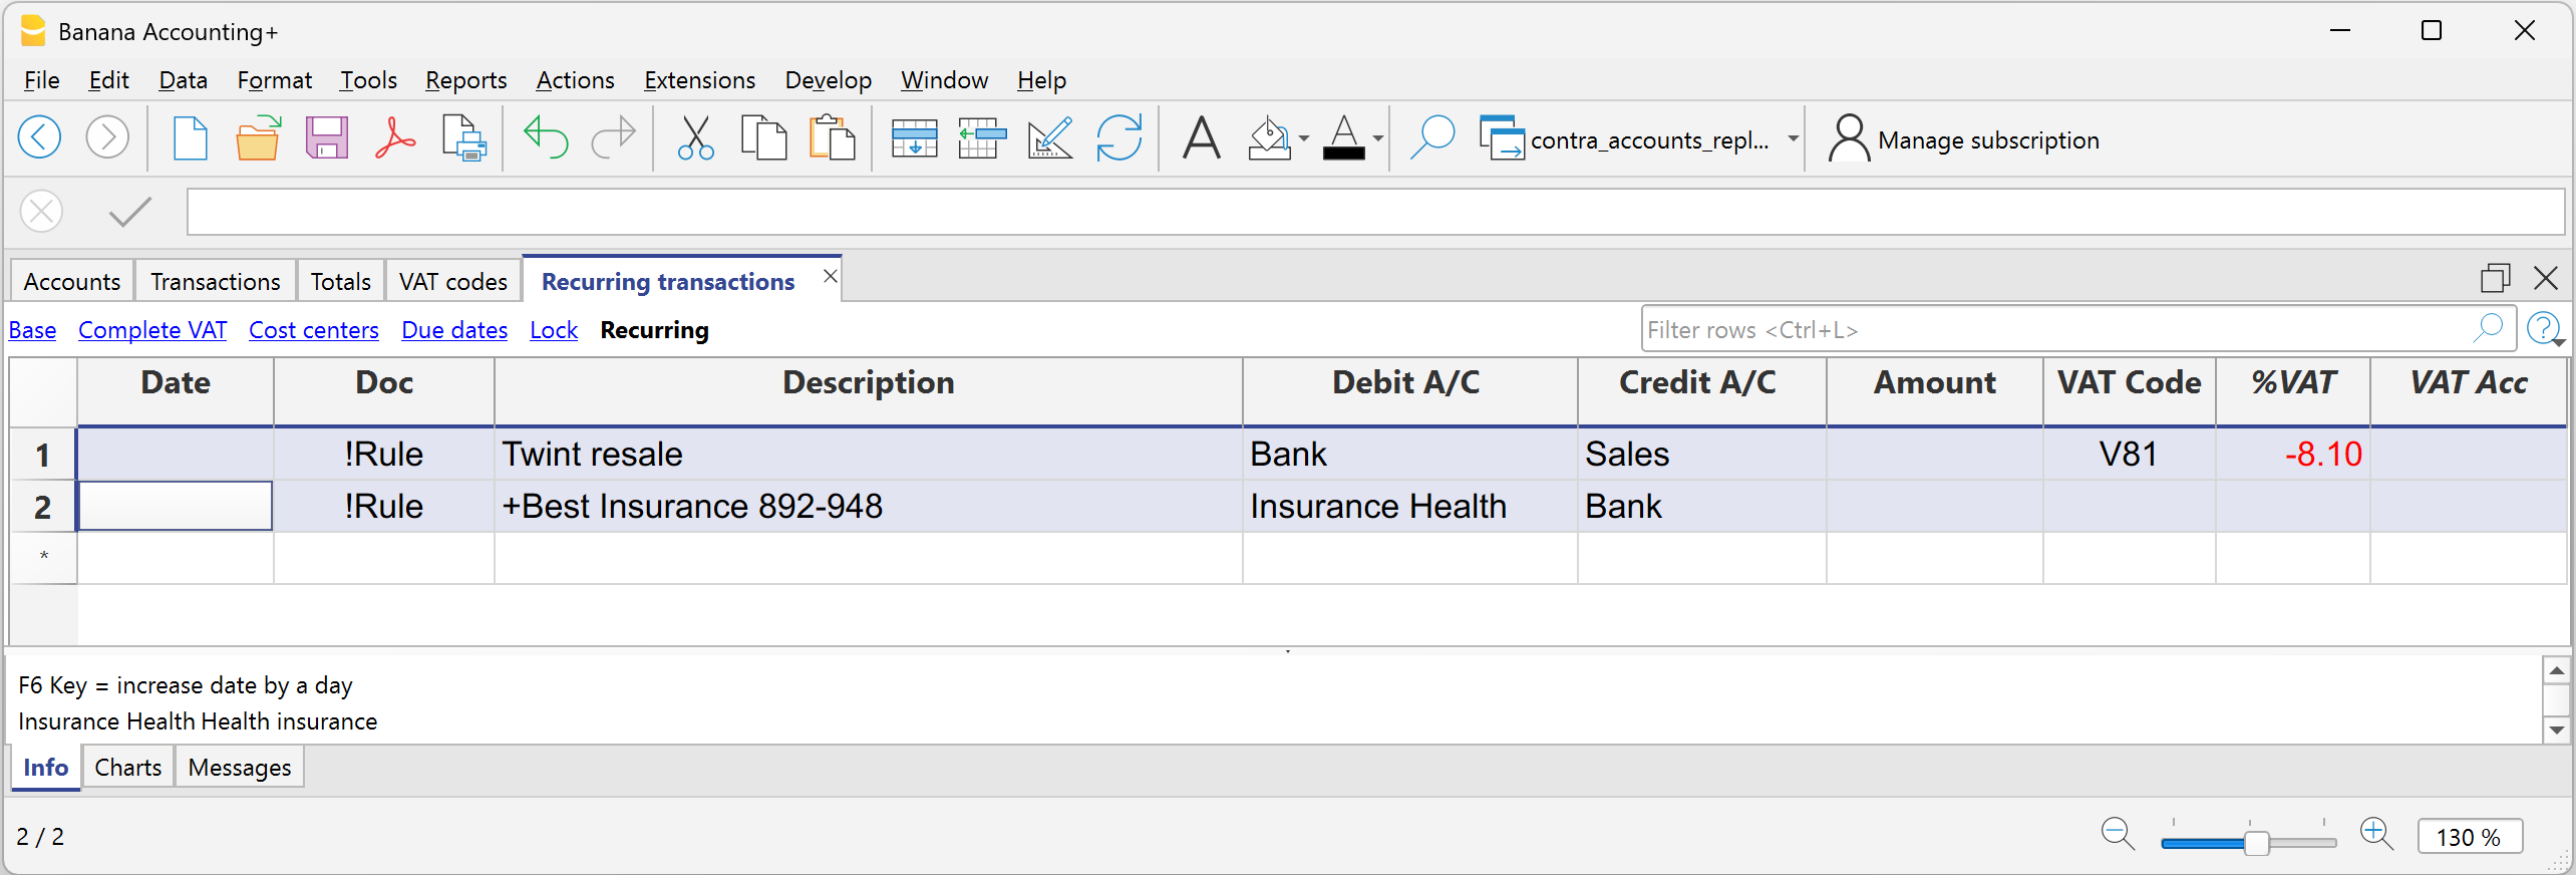 Banana Accounting+
File Edit Data Format Tools Reports Actions Extensions Develop Window Help
contra_accounts_repl... Manage subscription
Accounts Transactions Totals VAT codes Recurring transactions
Base Complete VAT Cost centers Due dates Lock Recurring Filter rows <Ctrl+L>
Date Doc Description Debit A/C Credit A/C Amount VAT Code %VAT VAT Acc
1 !Rule Twint resale Bank Sales V81 -8.10
2 !Rule +Best Insurance 892-948 Insurance Health Bank
*
F6 Key = increase date by a day
Insurance Health Health insurance
Info Charts Messages
2 / 2 130 %